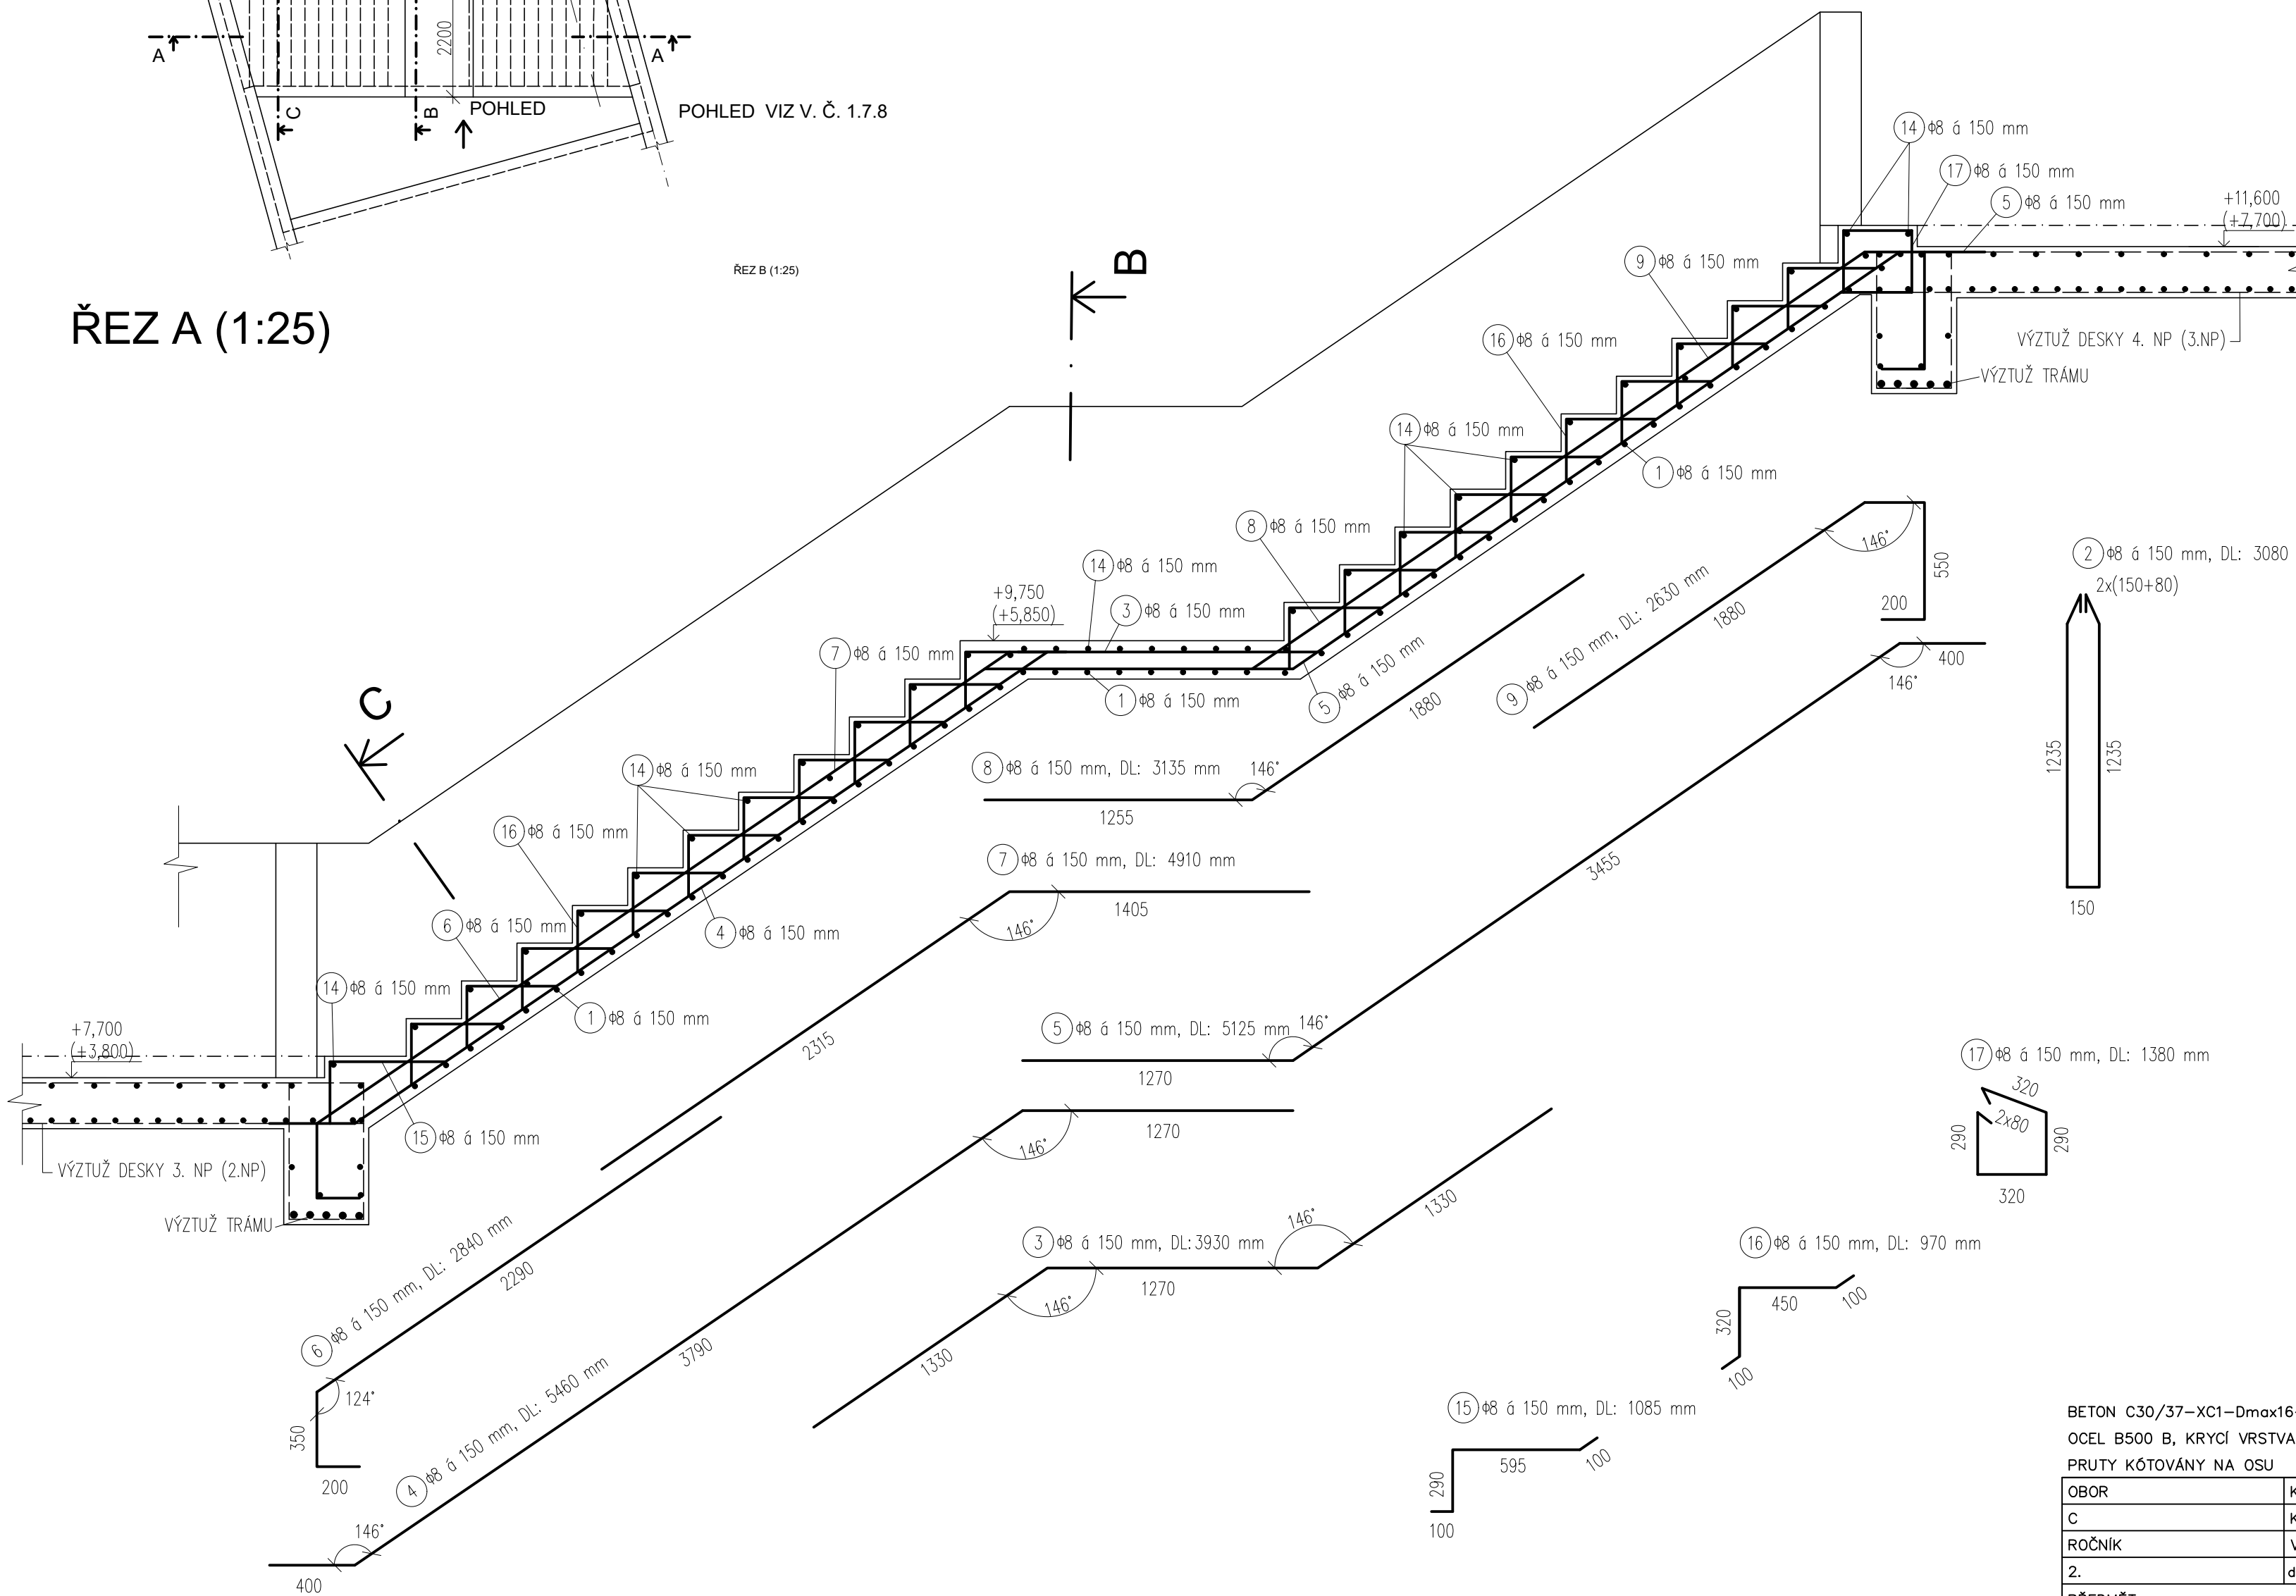 A
A
2200
C
B
POHLED
POHLED VIZ V. Č. 1.7.8
ŘEZ B (1:25)
ŘEZ A (1:25)
B
C
14 ϕ8 á 150 mm
17 ϕ8 á 150 mm
5 ϕ8 á 150 mm
+11,600
(+7,700)
9 ϕ8 á 150 mm
16 ϕ8 á 150 mm
VÝZTUŽ DESKY 4. NP (3.NP)
VÝZTUŽ TRÁMU
14 ϕ8 á 150 mm
1 ϕ8 á 150 mm
8 ϕ8 á 150 mm
14 ϕ8 á 150 mm
+9,750
(+5,850)
3 ϕ8 á 150 mm
7 ϕ8 á 150 mm
1 ϕ8 á 150 mm
5 ϕ8 á 150 mm
14 ϕ8 á 150 mm
16 ϕ8 á 150 mm
6 ϕ8 á 150 mm
4 ϕ8 á 150 mm
14 ϕ8 á 150 mm
1 ϕ8 á 150 mm
+7,700
(+3,800)
15 ϕ8 á 150 mm
VÝZTUŽ DESKY 3. NP (2.NP)
VÝZTUŽ TRÁMU
9 ϕ8 á 150 mm, DL: 2630 mm
1880
146°
550
200
2 ϕ8 á 150 mm, DL: 3080
2x(150+80)
1235
1235
150
8 ϕ8 á 150 mm, DL: 3135 mm
146°
1255
1880
7 ϕ8 á 150 mm, DL: 4910 mm
1405
146°
2315
5 ϕ8 á 150 mm, DL: 5125 mm
146°
1270
3455
146°
400
17 ϕ8 á 150 mm, DL: 1380 mm
320
2x80
290
290
320
6 ϕ8 á 150 mm, DL: 2840 mm
2290
124°
350
200
4 ϕ8 á 150 mm, DL: 5460 mm
1270
146°
3790
146°
400
3 ϕ8 á 150 mm, DL:3930 mm
146°
1330
1270
146°
1330
16 ϕ8 á 150 mm, DL: 970 mm
450
100
320
100
15 ϕ8 á 150 mm, DL: 1085 mm
595
100
290
100
BETON C30/37-XC1-Dmax16
OCEL B500 B, KRYCÍ VRSTVA
PRUTY KÓTOVÁNY NA OSU
OBOR
C
ROČNÍK
2.